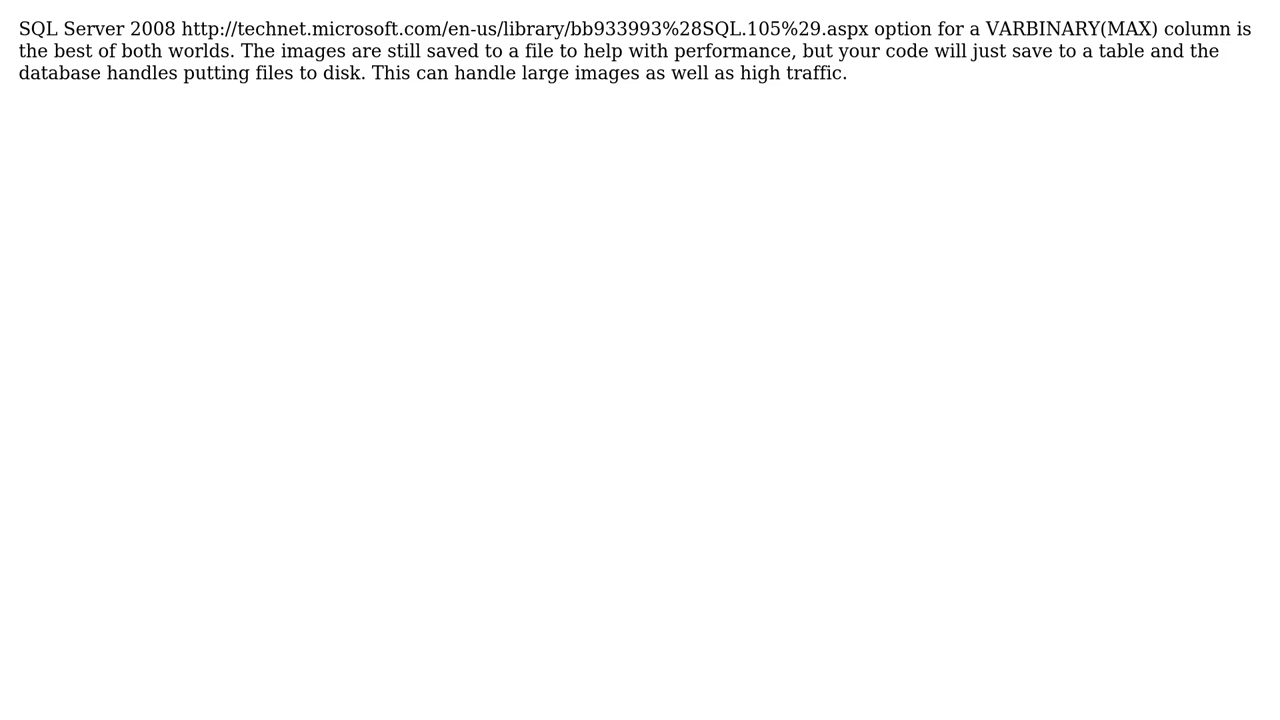 SQL Server 2008 http://technet.microsoft.com/en-us/library/bb933993%28SQL.105%29.aspx option for a VARBINARY(MAX) column is
the best of both worlds. The images are still saved to a file to help with performance, but your code will just save to a table and the
database handles putting files to disk. This can handle large images as well as high traffic.